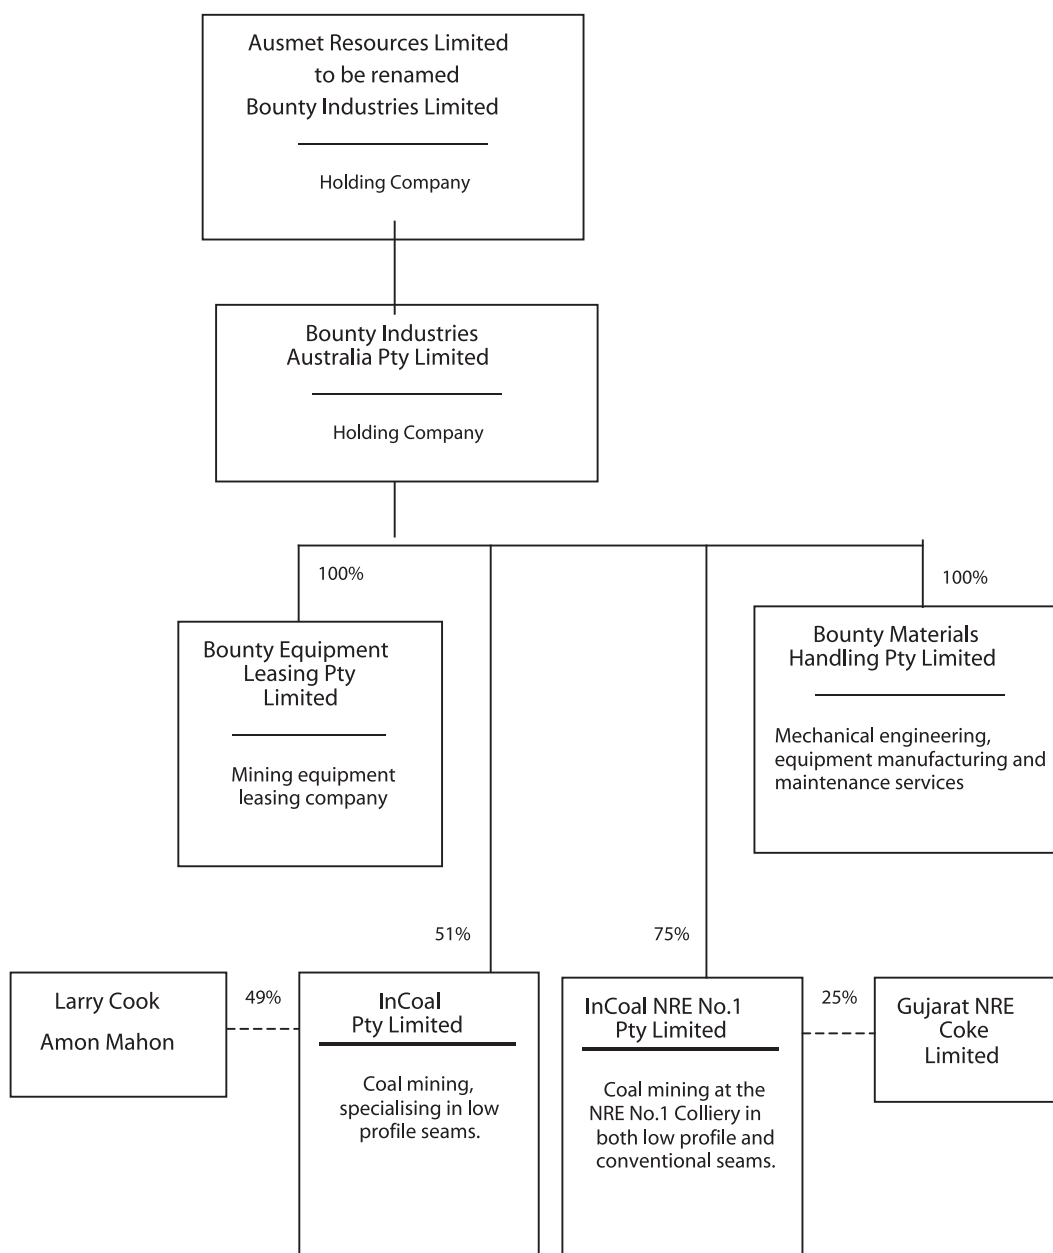 Ausmet Resources Limited
to be renamed
Bounty Industries Limited
Holding Company
Bounty Industries
Australia Pty Limited
Holding Company
100%
100%
Bounty Equipment
Leasing Pty
Limited
Mining equipment
leasing company
Bounty Materials
Handling Pty Limited
Mechanical engineering,
equipment manufacturing and
maintenance services
51%
75%
Larry Cook
Amon Mahon
49%
InCoal
Pty Limited
Coal mining,
specialising in low
profile seams.
InCoal NRE No.1
Pty Limited
Coal mining at the
NRE No.1 Colliery in
both low profile and
conventional seams.
25%
Gujarat NRE
Coke
Limited